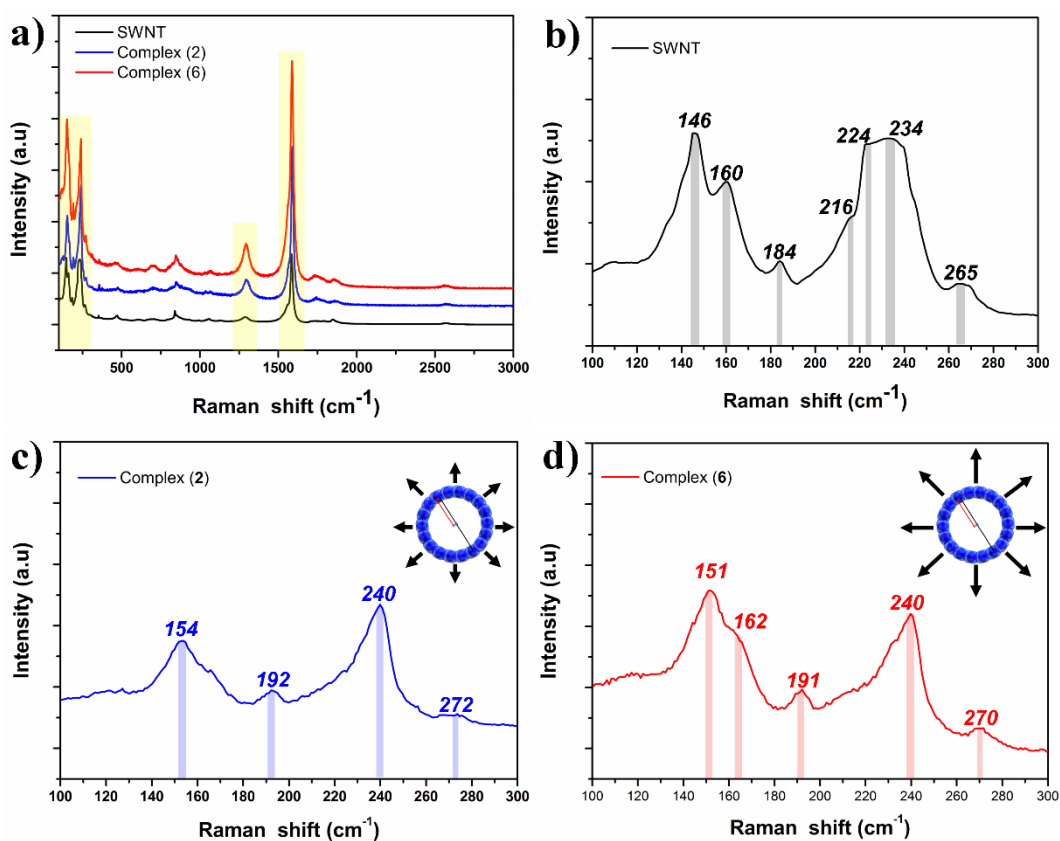 a)
SWNT
Complex (2)
Complex (6)
Intensity (a.u)
500 1000 1500 2000 2500 3000
Raman shift (cm-1)
b)
SWNT
146
160
184
216
224
234
265
Intensity (a.u)
100 120 140 160 180 200 220 240 260 280 300
Raman shift (cm-1)
c)
Complex (2)
154
192
240
272
Intensity (a.u)
100 120 140 160 180 200 220 240 260 280 300
Raman shift (cm-1)
d)
Complex (6)
151
162
191
240
270
Intensity (a.u)
100 120 140 160 180 200 220 240 260 280 300
Raman shift (cm-1)